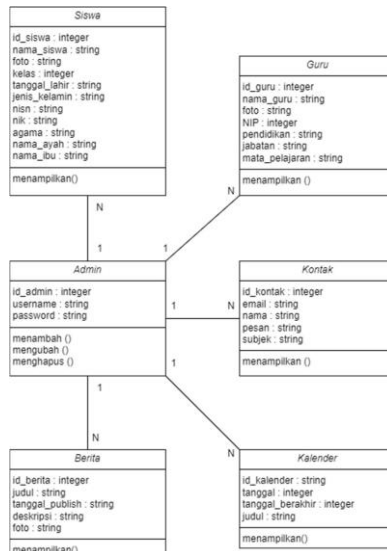 Siswa
id_siswa : integer
nama_siswa : string
foto : string
kelas : integer
tanggal_lahir : string
jenis_kelamin : string
nisn : string
nik : string
agama : string
nama_ayah : string
nama_ibu : string
menampilkan()
Guru
id_guru : integer
nama_guru : string
foto : string
NIP : integer
pendidikan : string
jabatan : string
mata_pelajaran : string
menampilkan ()
N
N
1
1
Admin
id_admin : integer
username : string
password : string
menambah ()
mengubah ()
menghapus ()
1
N
1
1
Kontak
id_kontak : integer
email : string
nama : string
pesan : string
subjek : string
menampilkan ()
N
N
Berita
id_berita : integer
judul : string
tanggal_publish : string
deskripsi : string
foto : string
menampilkan()
Kalender
id_kalender : string
tanggal : integer
tanggal_berakhir : integer
judul : string
menampilkan()